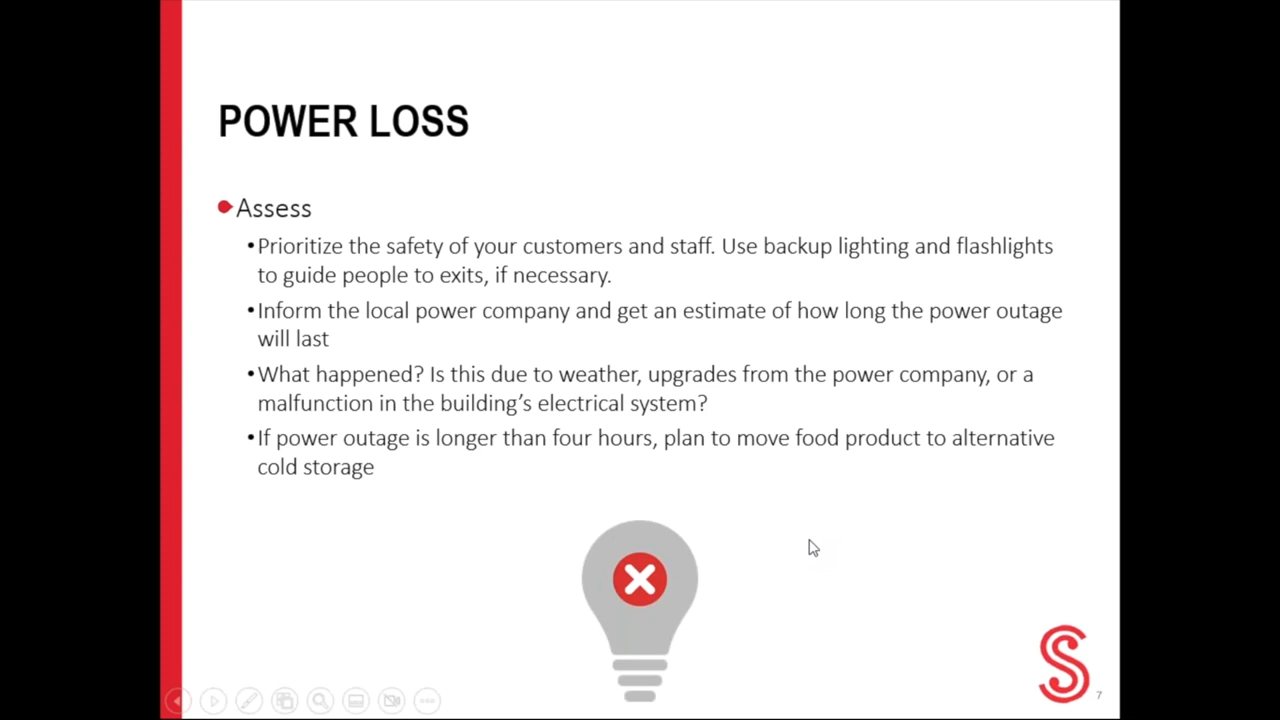 POWER LOSS
Assess
•Prioritize the safety of your customers and staff. Use backup lighting and flashlights
to guide people to exits, if necessary.
•Inform the local power company and get an estimate of how long the power outage
will last
•What happened? Is this due to weather, upgrades from the power company, or a
malfunction in the building’s electrical system?
•If power outage is longer than four hours, plan to move food product to alternative
cold storage
S
7